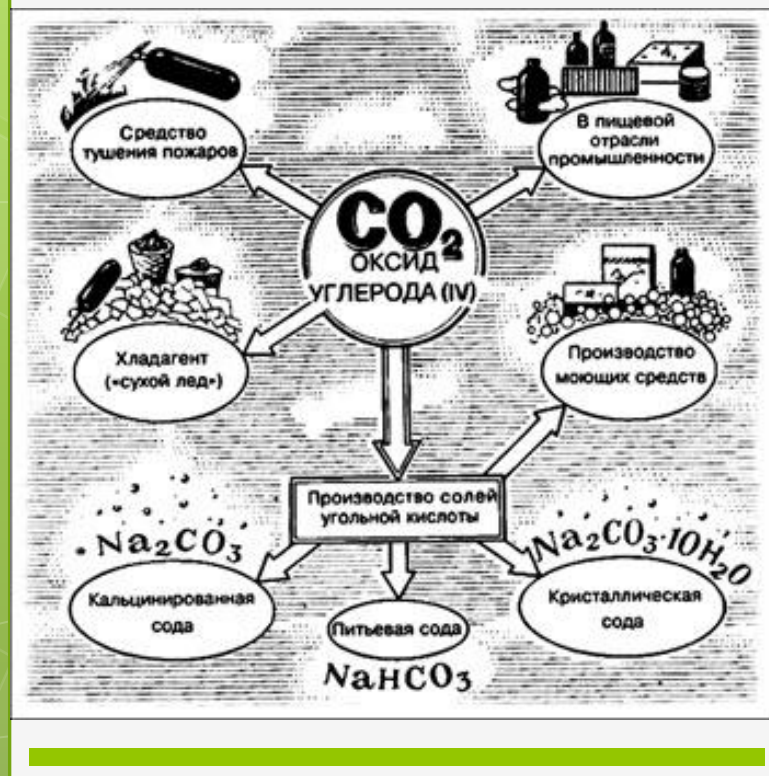 Средство
тушения пожаров
В пищевой
отрасли
промышленности
CO₂
ОКСИД
УГЛЕРОДА (IV)
Хладагент
(«сухой лед»)
Производство
моющих средств
Производство солей
угольной кислоты
Na₂CO₃
Кальцинированная
сода
Питьевая сода
NaHCO₃
Na₂CO₃·10H₂O
Кристаллическая
сода